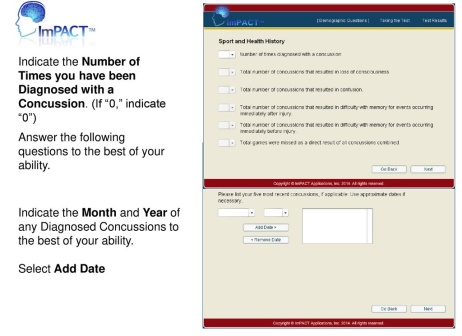 ImPACT™
Indicate the Number of
Times you have been
Diagnosed with a
Concussion. (If “0,” indicate
“0”)
Answer the following
questions to the best of your
ability.
Indicate the Month and Year of
any Diagnosed Concussions to
the best of your ability.
Select Add Date
ImPACT™
(Demographic Questions) Taking the Test Test Results
Sport and Health History
Number of times diagnosed with a concussion
Total number of concussions that resulted in loss of consciousness.
Total number of concussions that resulted in confusion.
Total number of concussions that resulted in difficulty with memory for events occurring
immediately after injury.
Total number of concussions that resulted in difficulty with memory for events occurring
immediately before injury.
Total games were missed as a direct result of all concussions combined.
Go Back Next
Copyright © ImPACT Applications, Inc. 2014. All rights reserved.
Please list your five most recent concussions, if applicable. Use approximate dates if
necessary.
Add Date >
< Remove Date
Go Back Next
Copyright © ImPACT Applications, Inc. 2014. All rights reserved.